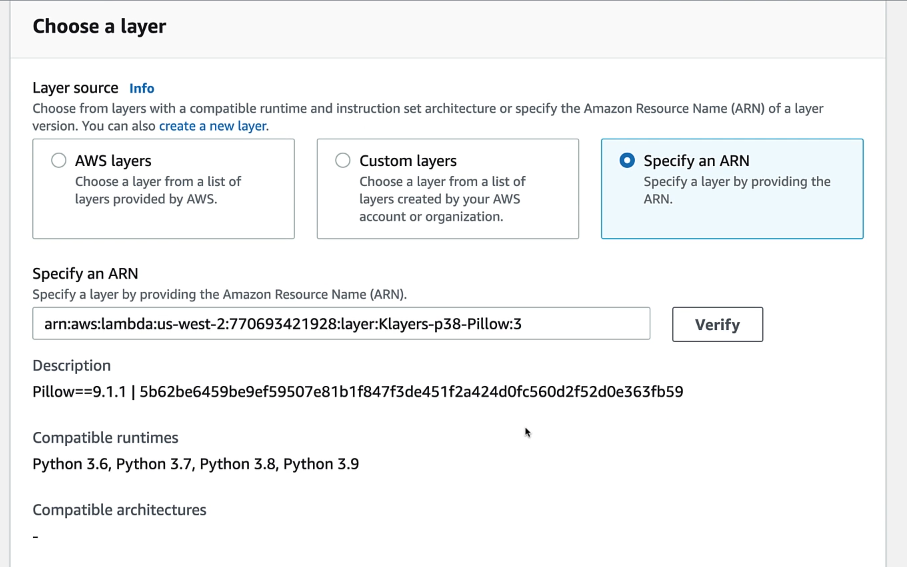 Choose a layer
Layer source Info
Choose from layers with a compatible runtime and instruction set architecture or specify the Amazon Resource Name (ARN) of a layer
version. You can also create a new layer.
AWS layers
Choose a layer from a list of
layers provided by AWS.
Custom layers
Choose a layer from a list of
layers created by your AWS
account or organization.
Specify an ARN
Specify a layer by providing the
ARN.
Specify an ARN
Specify a layer by providing the Amazon Resource Name (ARN).
arn:aws:lambda:us-west-2:770693421928:layer:Klayers-p38-Pillow:3
Verify
Description
Pillow==9.1.1 | 5b62be6459be9ef59507e81b1f847f3de451f2a424d0fc560d2f52d0e363fb59
Compatible runtimes
Python 3.6, Python 3.7, Python 3.8, Python 3.9
Compatible architectures
-